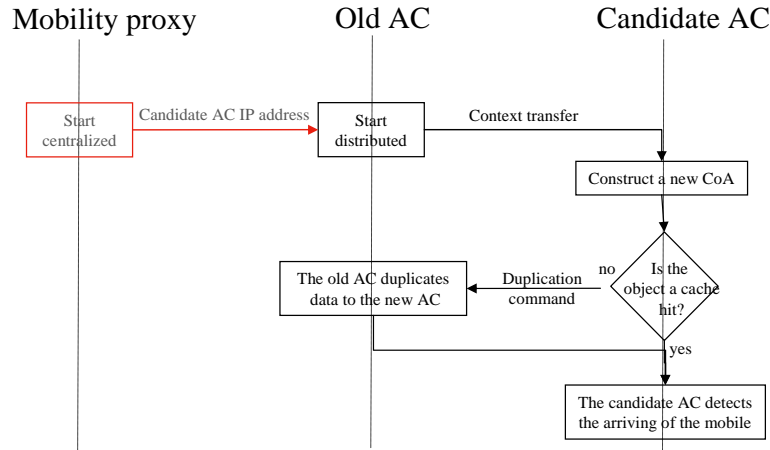 Mobility proxy
Old AC
Candidate AC
Start
centralized
Candidate AC IP address
Start
distributed
Context transfer
Construct a new CoA
Is the
object a cache
hit?
no
Duplication
command
The old AC duplicates
data to the new AC
yes
The candidate AC detects
the arriving of the mobile